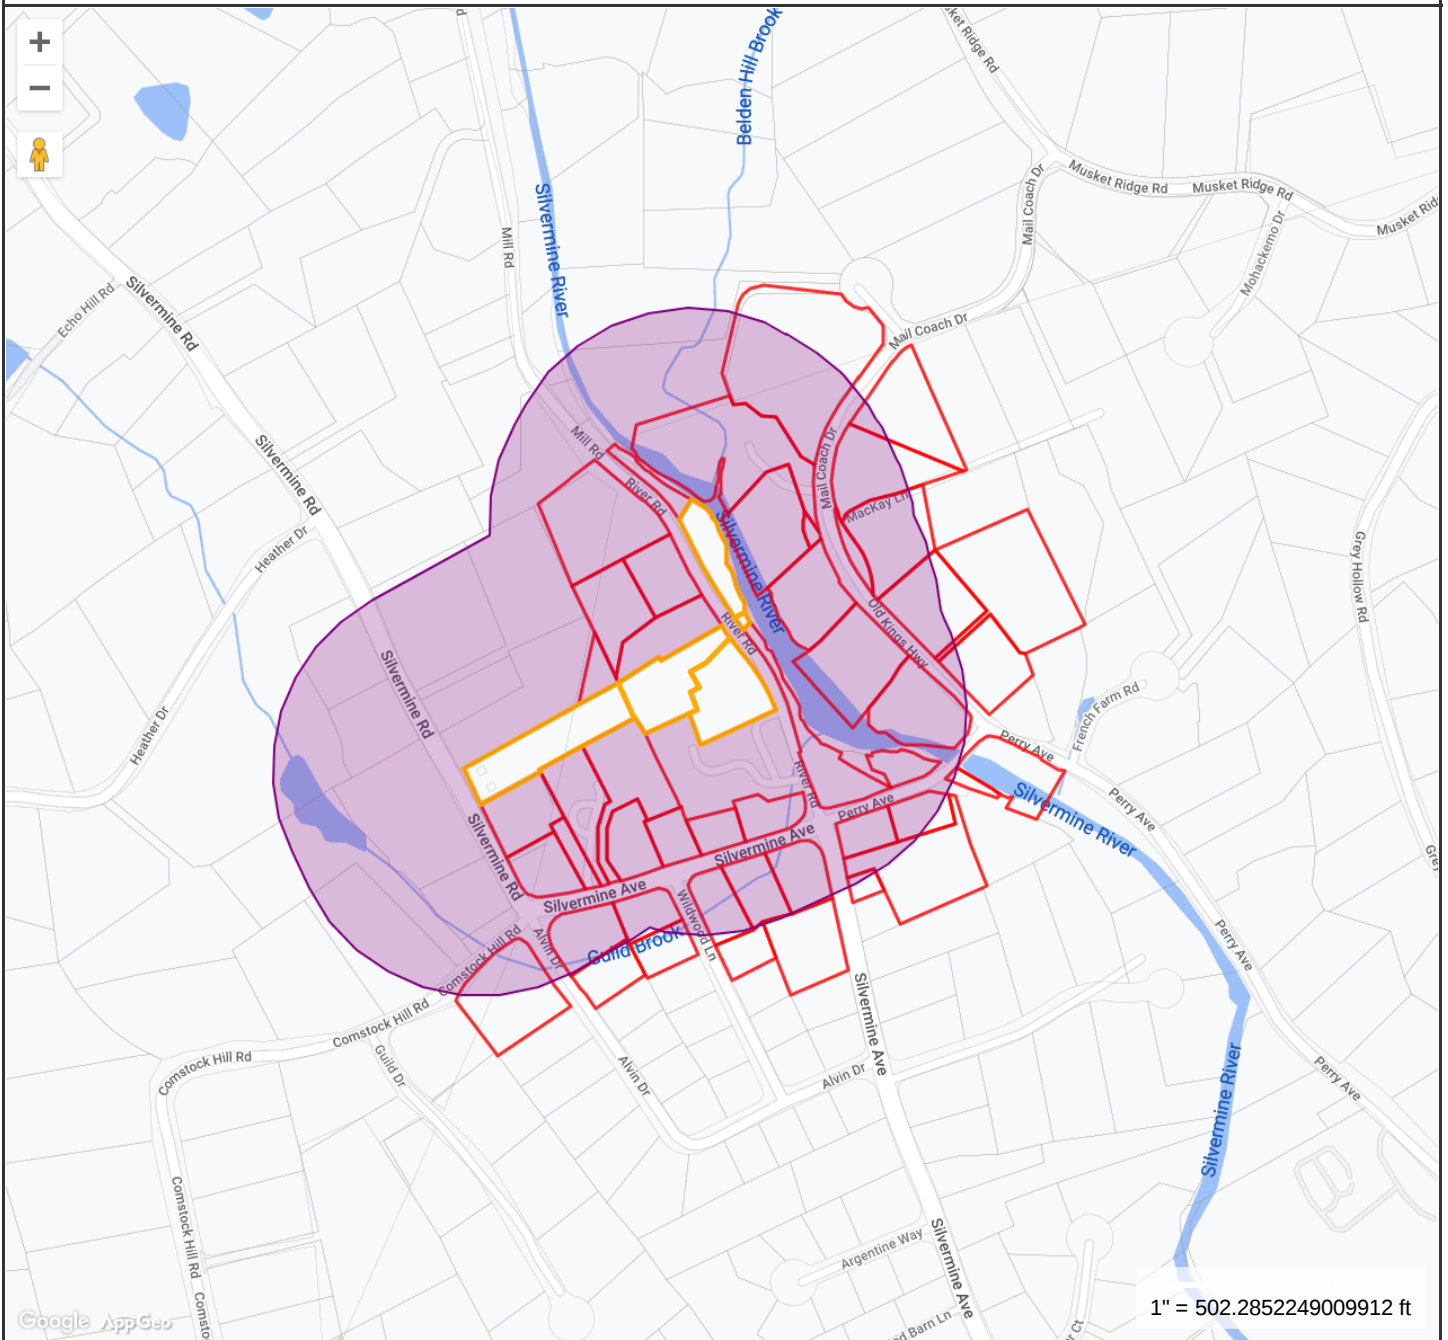 +
−
Belden Hill Brook
Musket Ridge Rd
Musket Ridge Rd
Musket Ridge Rd
Mail Coach Dr
Mohackemo Dr
Silvermine River
Mill Rd
Echo Hill Rd
Silvermine Rd
Mail Coach Dr
Silvermine Rd
Mill Rd
River Rd
Mail Coach Dr
MacKay Ln
Heather Dr
Silvermine River
Grey Hollow Rd
Old Kings Hwy
River Rd
Silvermine Rd
Heather Dr
French Farm Rd
Perry Ave
River Rd
Perry Ave
Silvermine River
Perry Ave
Silvermine Rd
Silvermine Ave
Silvermine Ave
Wildwood Ln
Guild Brook
Comstock Hill Rd
Alvin Dr
Perry Ave
Silvermine Ave
Comstock Hill Rd
Comstock Hill Rd
Guild Dr
Alvin Dr
Alvin Dr
Silvermine River
Perry Ave
Comstock Hill Rd
Argentine Way
Silvermine Ave
Google AppGeo
1" = 502.2852249009912 ft